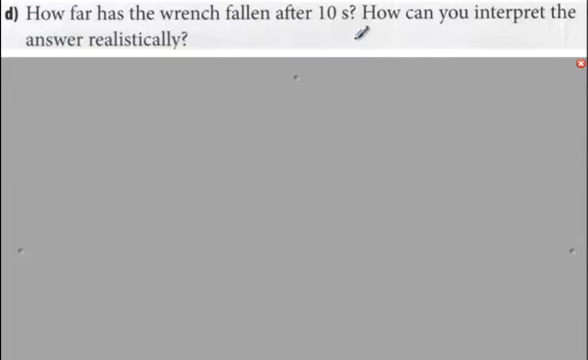 d) How far has the wrench fallen after 10 s? How can you interpret the
answer realistically?